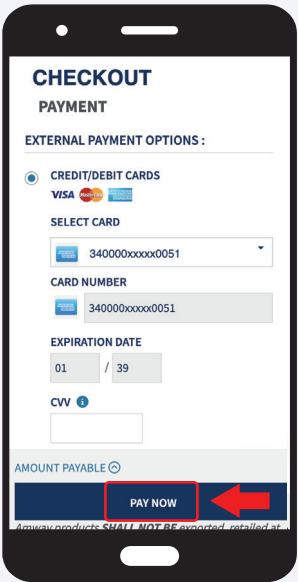 CHECKOUT
PAYMENT
EXTERNAL PAYMENT OPTIONS :
CREDIT/DEBIT CARDS
VISA
SELECT CARD
340000xxxxx0051
CARD NUMBER
340000xxxxx0051
EXPIRATION DATE
01 / 39
CVV i
AMOUNT PAYABLE
PAY NOW
Amway products SHALL NOT BE exported, retailed at